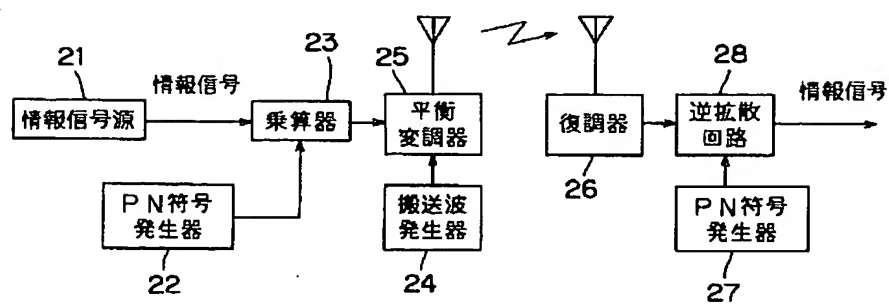 21
情報信号
23
25
28
情報信号
情報信号源
乗算器
平衡
変調器
復調器
逆拡散
回路
26
PN符号
発生器
搬送波
発生器
PN符号
発生器
22
24
27